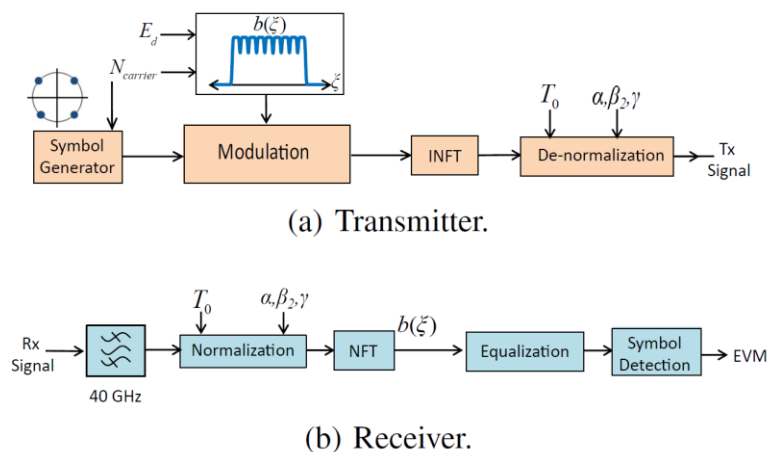 E_d
b(ξ)
N_carrier
ξ
Symbol Generator
Modulation
INFT
T_0
α,β_2,γ
De-normalization
Tx Signal
(a) Transmitter.
Rx Signal
40 GHz
T_0
α,β_2,γ
Normalization
NFT
b(ξ)
Equalization
Symbol Detection
EVM
(b) Receiver.